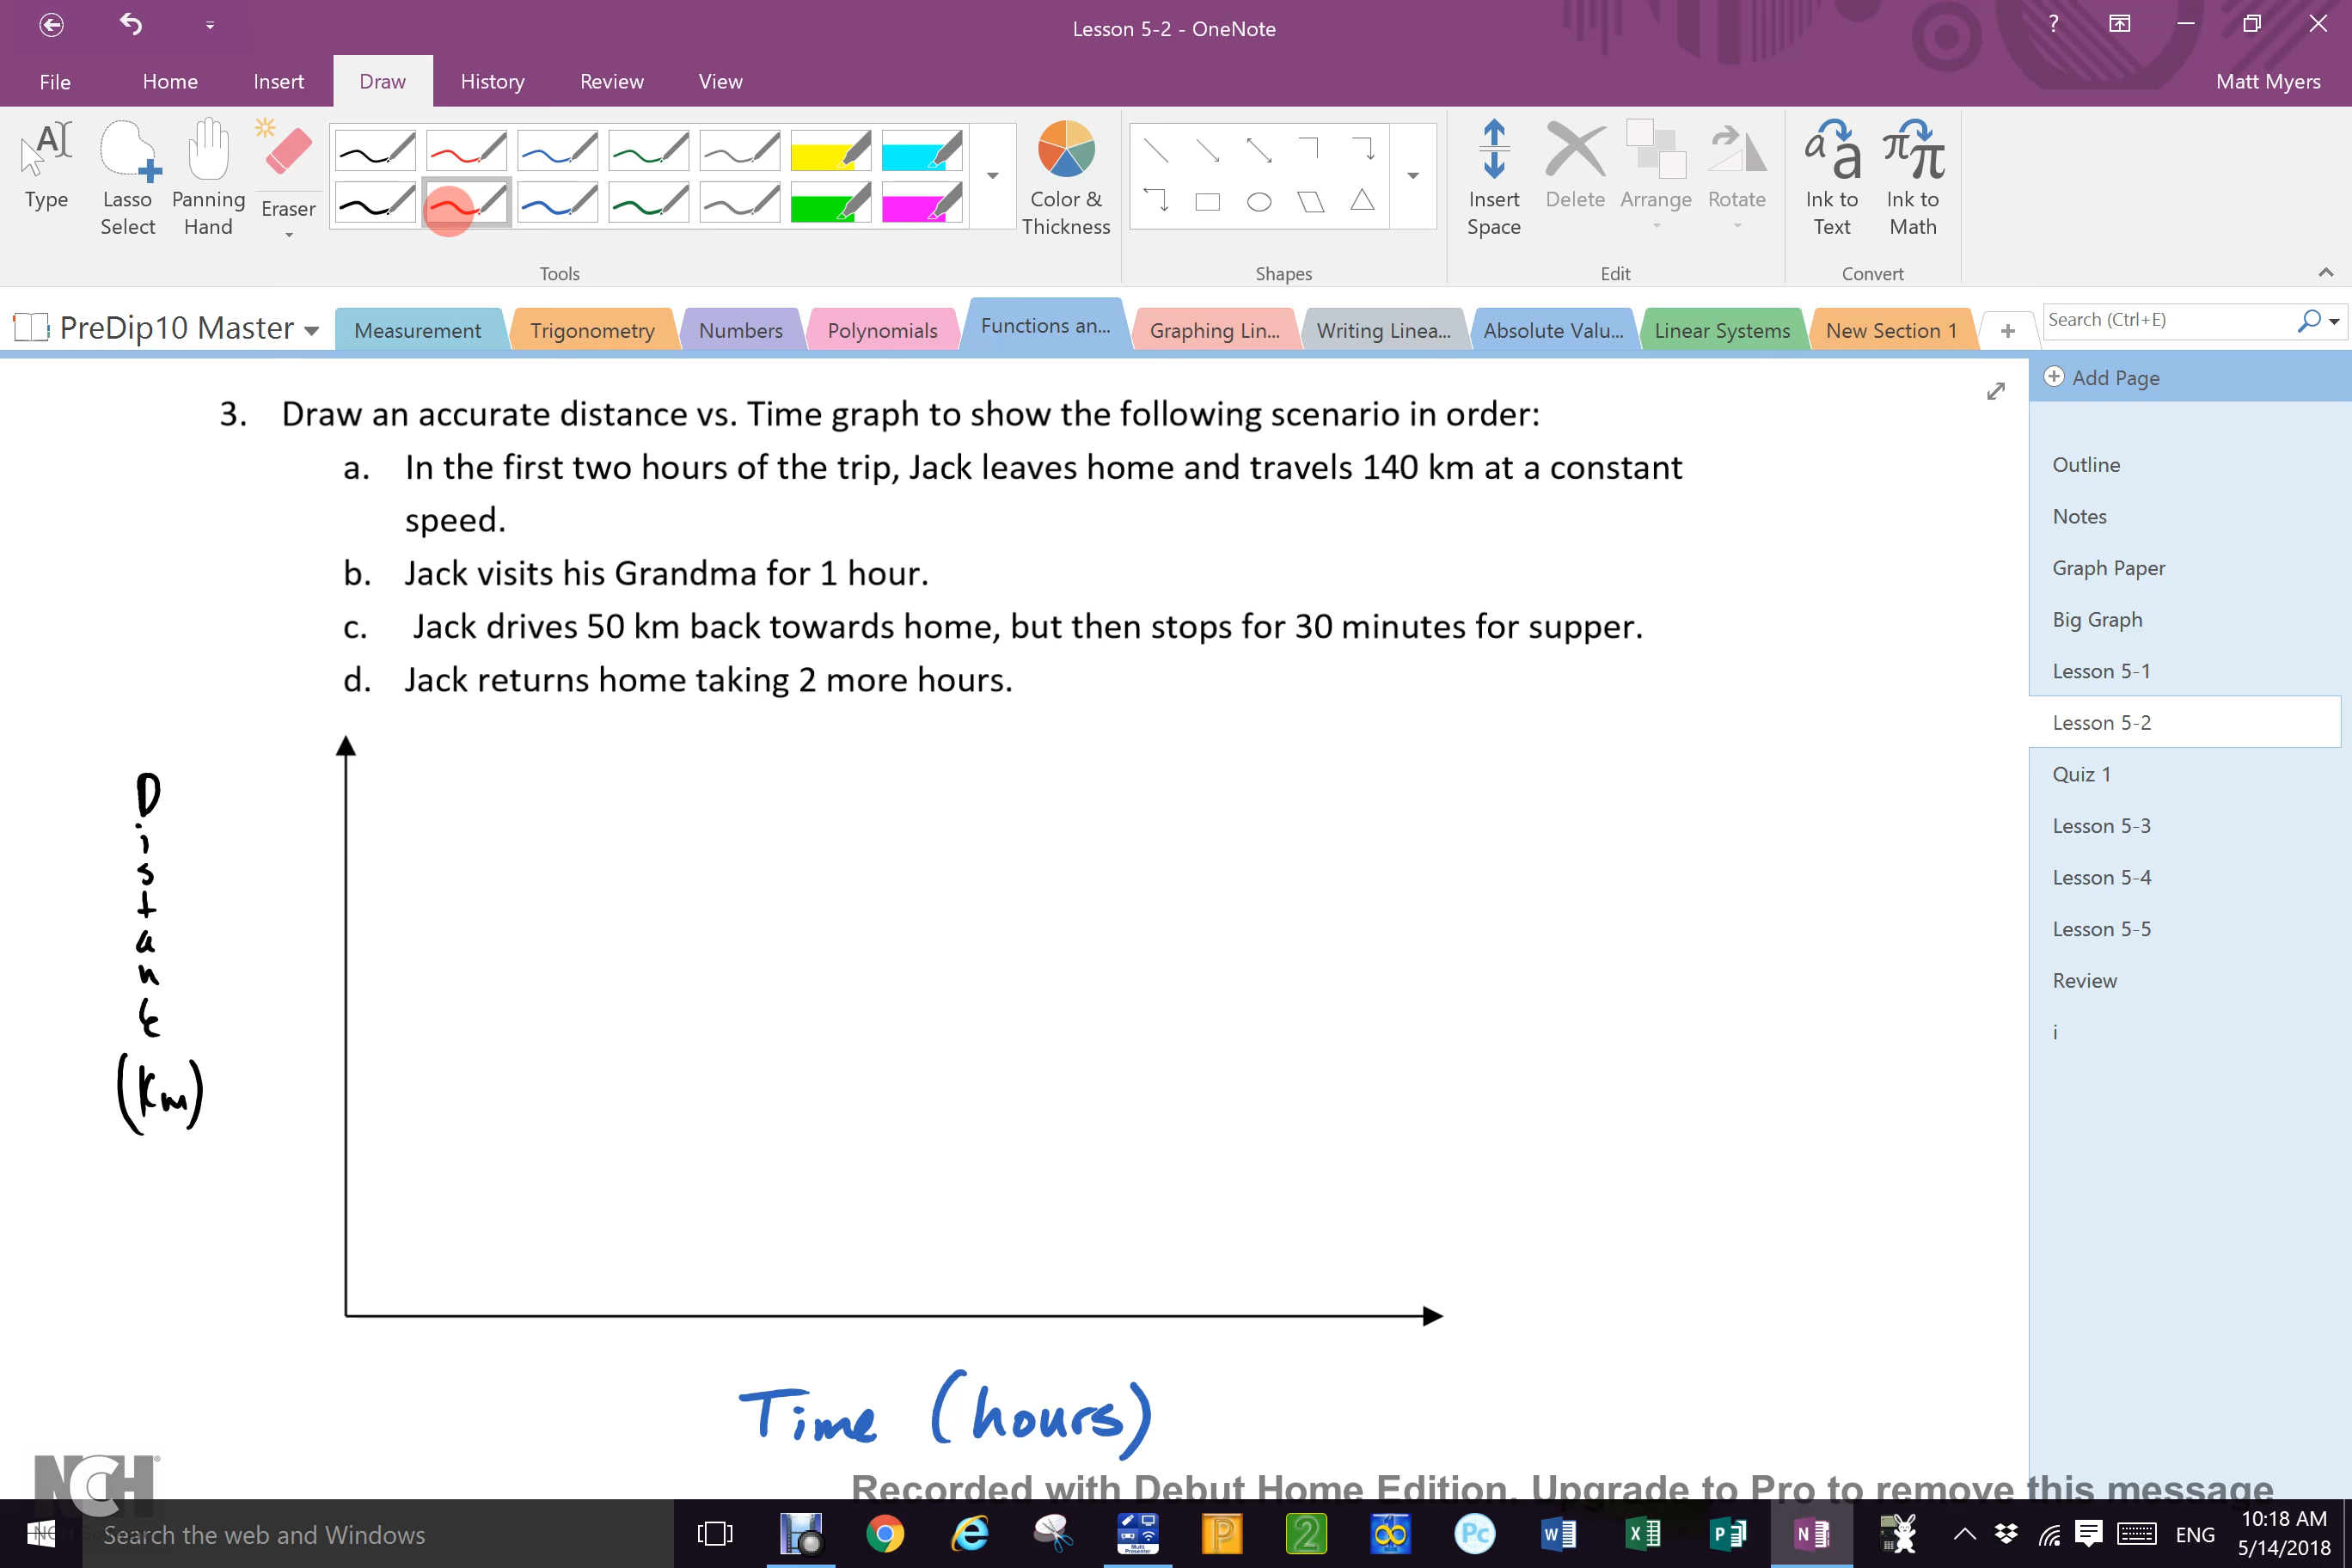 Lesson 5-2 - OneNote
?
File Home Insert Draw History Review View Matt Myers
Type
Lasso Select
Panning Hand
Eraser
Color & Thickness
Insert Space
Delete
Arrange
Rotate
Ink to Text
Ink to Math
Tools Shapes Edit Convert
PreDip10 Master Measurement Trigonometry Numbers Polynomials Functions an... Graphing Lin... Writing Linea... Absolute Valu... Linear Systems New Section 1 + Search (Ctrl+E)
Add Page
3. Draw an accurate distance vs. Time graph to show the following scenario in order:
a. In the first two hours of the trip, Jack leaves home and travels 140 km at a constant
speed.
b. Jack visits his Grandma for 1 hour.
c. Jack drives 50 km back towards home, but then stops for 30 minutes for supper.
d. Jack returns home taking 2 more hours.
Outline
Notes
Graph Paper
Big Graph
Lesson 5-1
Lesson 5-2
Quiz 1
Lesson 5-3
Lesson 5-4
Lesson 5-5
Review
i
Distance
(Km)
Time (hours)
NCH
Recorded with Debut Home Edition. Upgrade to Pro to remove this message
Search the web and Windows
ENG
10:18 AM
5/14/2018